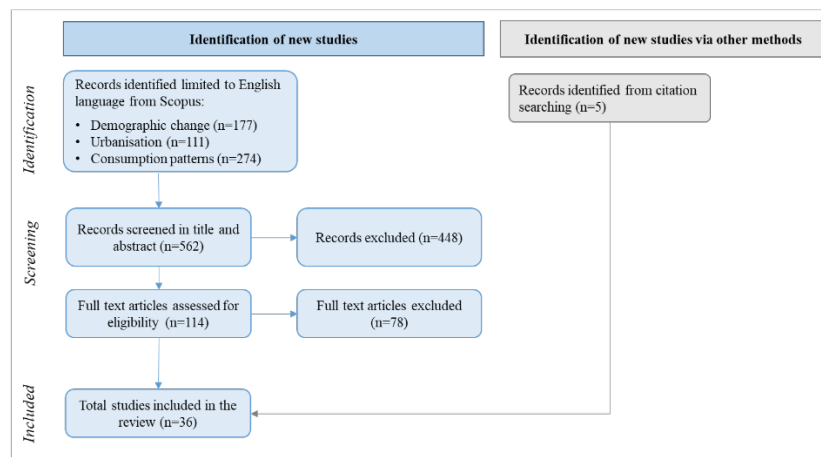 Identification of new studies
Identification of new studies via other methods
Identification
Records identified limited to English
language from Scopus:
• Demographic change (n=177)
• Urbanisation (n=111)
• Consumption patterns (n=274)
Records identified from citation
searching (n=5)
Screening
Records screened in title and
abstract (n=562)
Records excluded (n=448)
Full text articles assessed for
eligibility (n=114)
Full text articles excluded
(n=78)
Included
Total studies included in the
review (n=36)